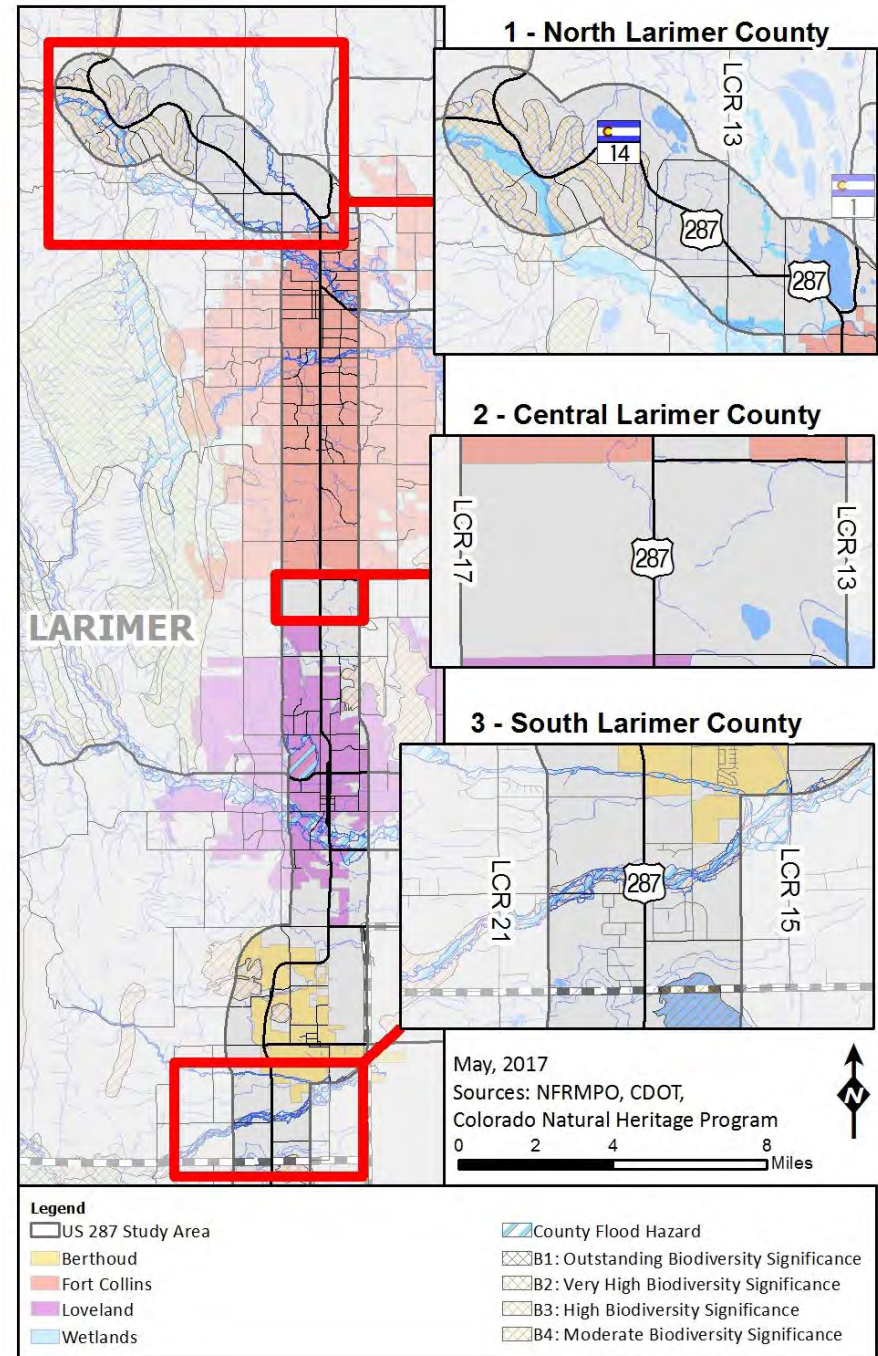 1 - North Larimer County
LCR-13
14
1
287
287
2 - Central Larimer County
LCR-17
287
LCR-13
LARIMER
3 - South Larimer County
LCR-21
287
LCR-15
May, 2017
Sources: NFRMPO, CDOT,
Colorado Natural Heritage Program
N
0 2 4 8
Miles
Legend
US 287 Study Area
Berthoud
Fort Collins
Loveland
Wetlands
County Flood Hazard
B1: Outstanding Biodiversity Significance
B2: Very High Biodiversity Significance
B3: High Biodiversity Significance
B4: Moderate Biodiversity Significance